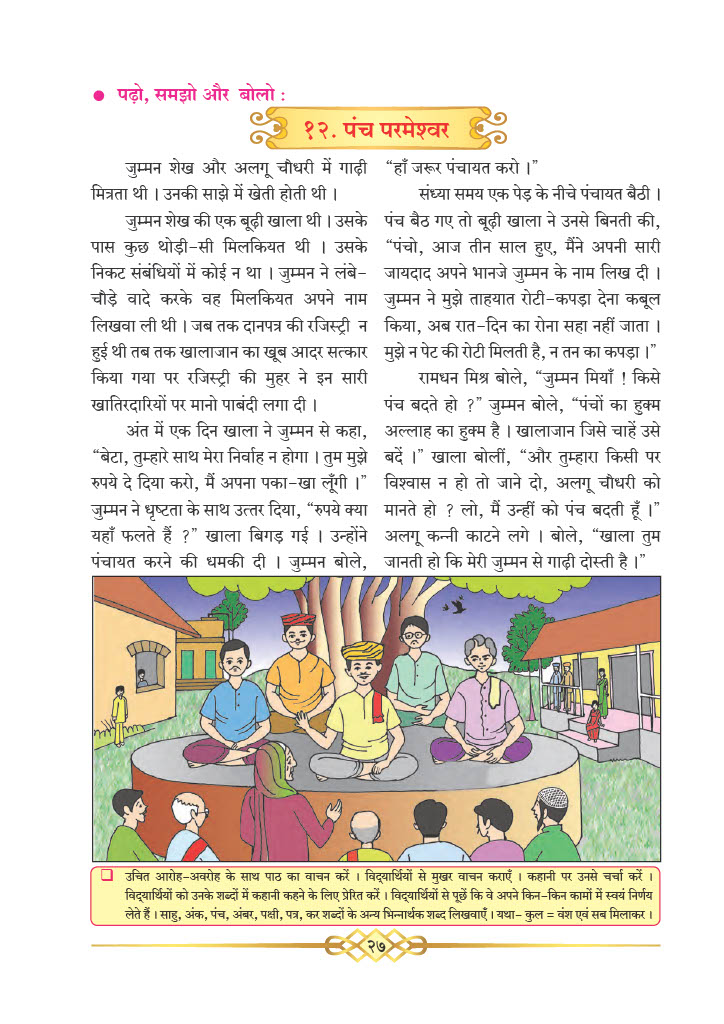 ● पढ़ो, समझो और बोलो :
१२. पंच परमेश्वर
जुम्मन शेख और अलगू चौधरी में गाढ़ी
मित्रता थी । उनकी साझे में खेती होती थी ।
जुम्मन शेख की एक बूढ़ी खाला थी । उसके
पास कुछ थोड़ी-सी मिलकियत थी । उसके
निकट संबंधियों में कोई न था । जुम्मन ने लंबे-
चौड़े वादे करके वह मिलकियत अपने नाम
लिखवा ली थी । जब तक दानपत्र की रजिस्ट्री न
हुई थी तब तक खालाजान का खूब आदर सत्कार
किया गया पर रजिस्ट्री की मुहर ने इन सारी
खातिरदारियों पर मानो पाबंदी लगा दी ।
अंत में एक दिन खाला ने जुम्मन से कहा,
“बेटा, तुम्हारे साथ मेरा निर्वाह न होगा । तुम मुझे
रुपये दे दिया करो, मैं अपना पका-खा लूँगी ।”
जुम्मन ने धृष्टता के साथ उत्तर दिया, “रुपये क्या
यहाँ फलते हैं ?” खाला बिगड़ गई । उन्होंने
पंचायत करने की धमकी दी । जुम्मन बोले,
“हाँ जरूर पंचायत करो ।”
संध्या समय एक पेड़ के नीचे पंचायत बैठी ।
पंच बैठ गए तो बूढ़ी खाला ने उनसे बिनती की,
“पंचो, आज तीन साल हुए, मैंने अपनी सारी
जायदाद अपने भानजे जुम्मन के नाम लिख दी ।
जुम्मन ने मुझे ताहयात रोटी-कपड़ा देना कबूल
किया, अब रात-दिन का रोना सहा नहीं जाता ।
मुझे न पेट की रोटी मिलती है, न तन का कपड़ा ।”
रामधन मिश्र बोले, “जुम्मन मियाँ ! किसे
पंच बदते हो ?” जुम्मन बोले, “पंचों का हुक्म
अल्लाह का हुक्म है । खालाजान जिसे चाहें उसे
बदें ।” खाला बोलीं, “और तुम्हारा किसी पर
विश्वास न हो तो जाने दो, अलगू चौधरी को
मानते हो ? लो, मैं उन्हीं को पंच बदती हूँ ।”
अलगू कन्नी काटने लगे । बोले, “खाला तुम
जानती हो कि मेरी जुम्मन से गाढ़ी दोस्ती है ।”
❑ उचित आरोह-अवरोह के साथ पाठ का वाचन करें । विद्यार्थियों से मुखर वाचन कराएँ । कहानी पर उनसे चर्चा करें ।
विद्यार्थियों को उनके शब्दों में कहानी कहने के लिए प्रेरित करें । विद्यार्थियों से पूछें कि वे अपने किन-किन कामों में स्वयं निर्णय
लेते हैं । साहु, अंक, पंच, अंबर, पक्षी, पत्र, कर शब्दों के अन्य भिन्नार्थक शब्द लिखवाएँ । यथा- कुल = वंश एवं सब मिलाकर ।
२७